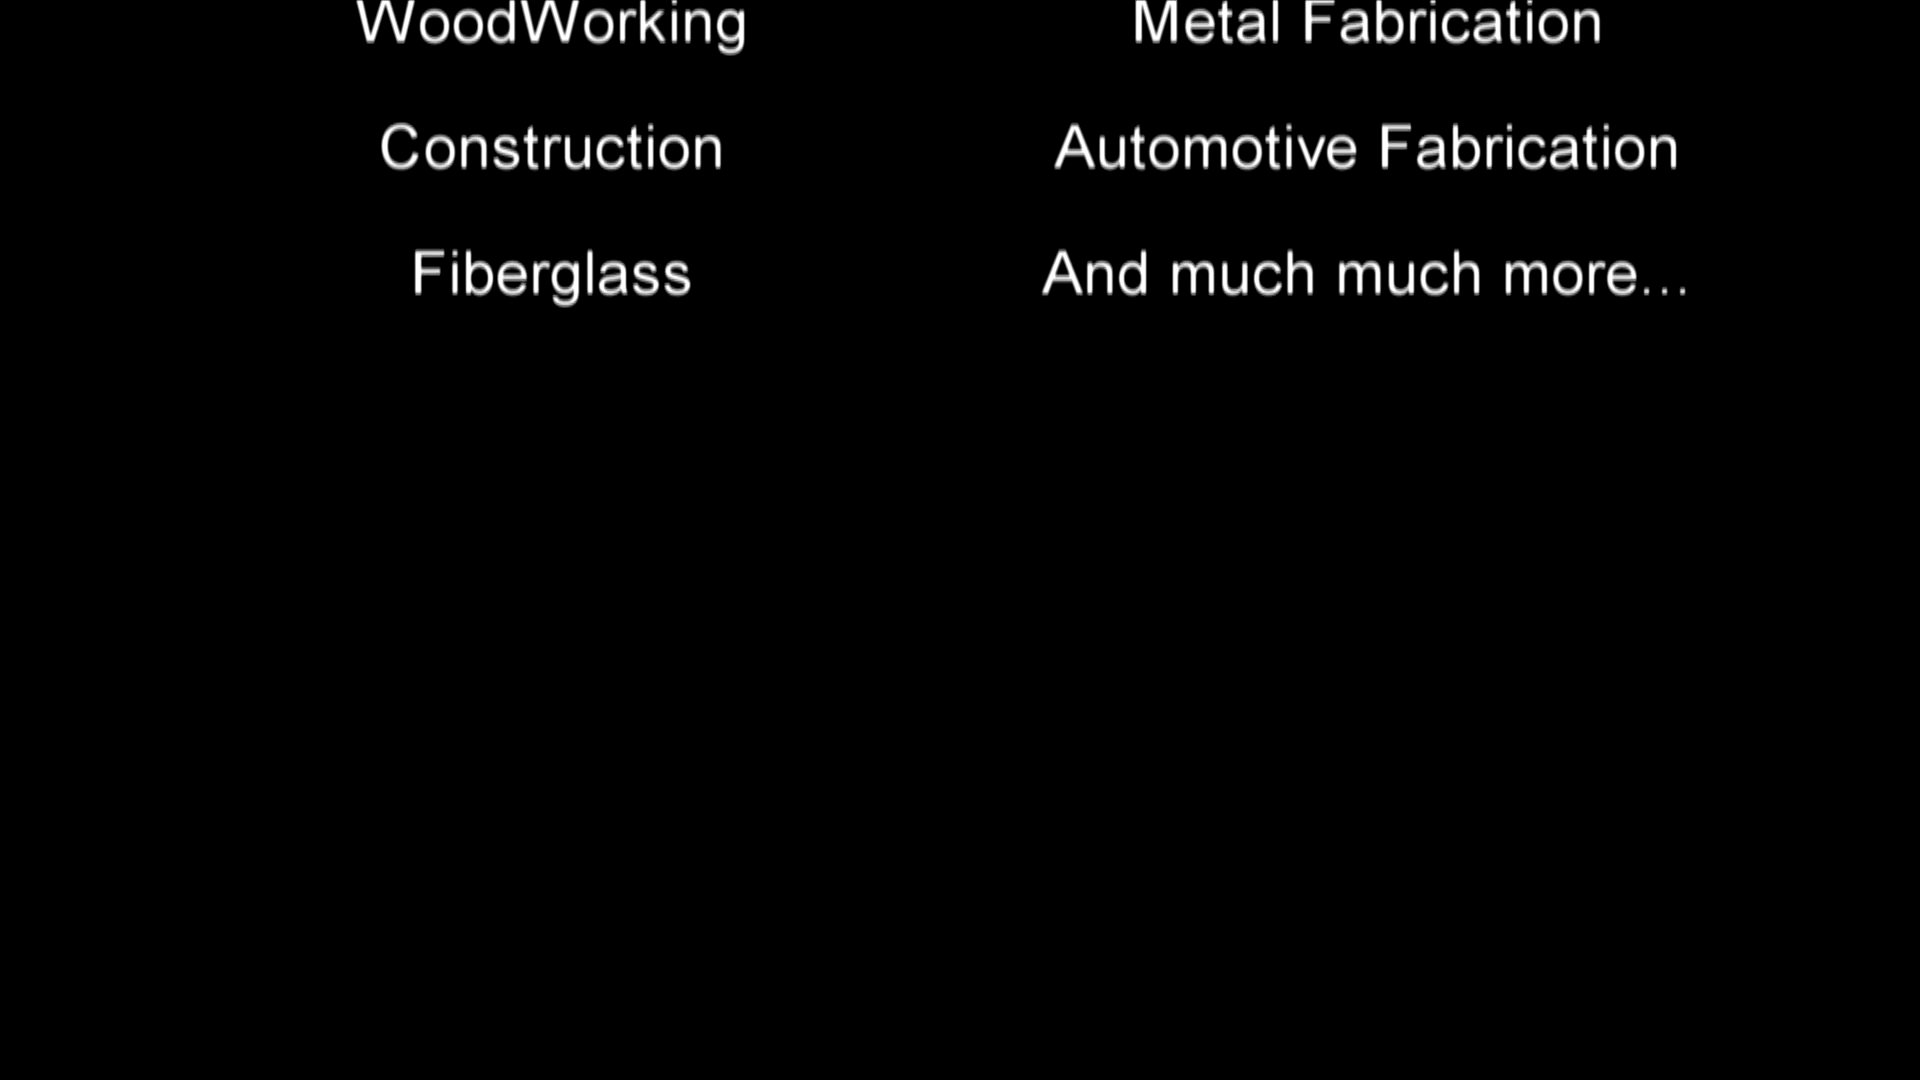 WoodWorking
Metal Fabrication
Construction
Automotive Fabrication
Fiberglass
And much much more...